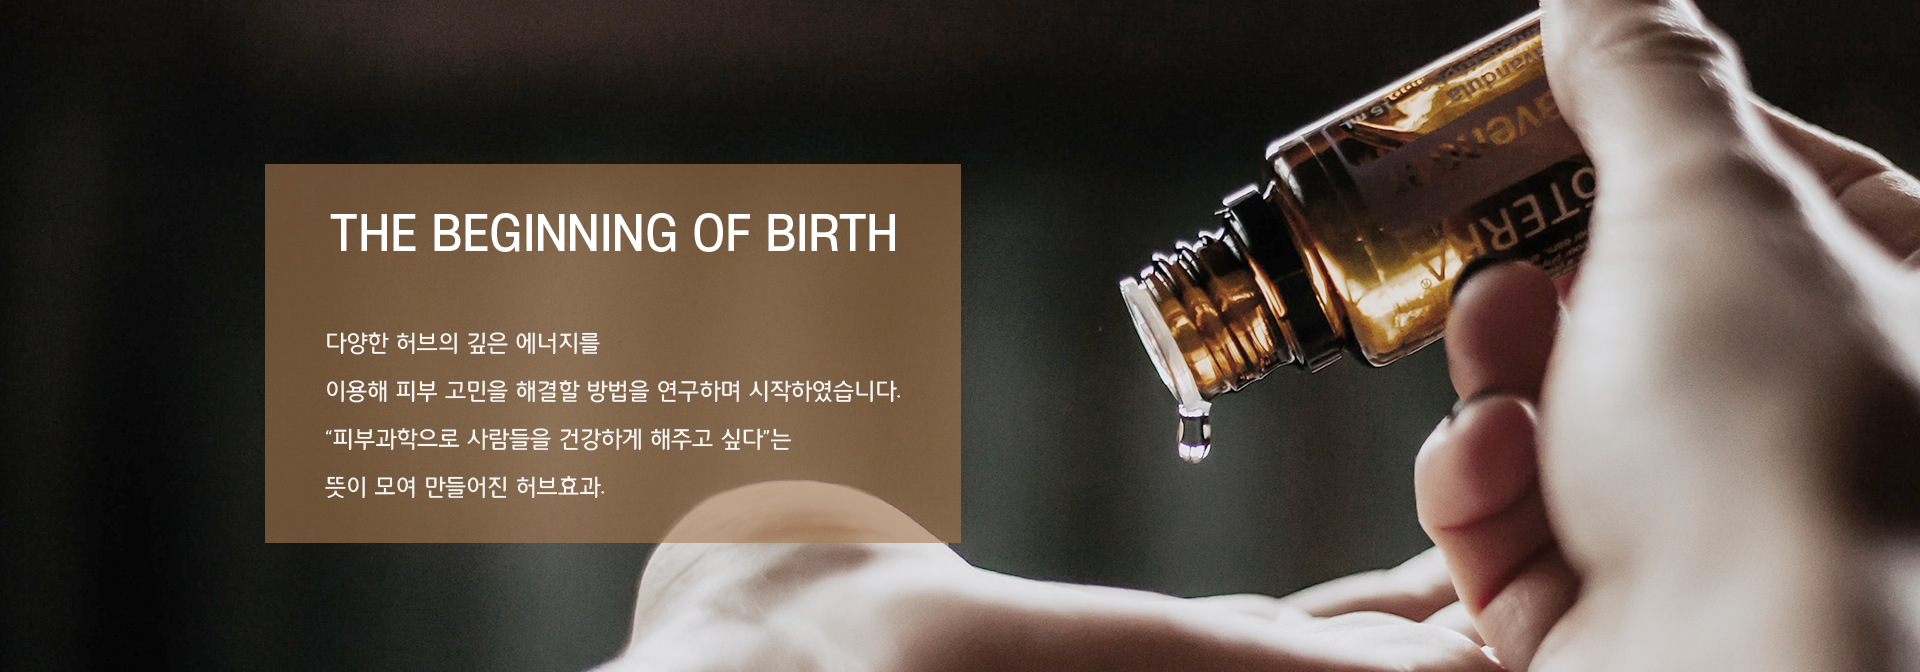 THE BEGINNING OF BIRTH
다양한 허브의 깊은 에너지를
이용해 피부 고민을 해결할 방법을 연구하며 시작하였습니다.
“피부과학으로 사람들을 건강하게 해주고 싶다”는
뜻이 모여 만들어진 허브효과.
15 mL